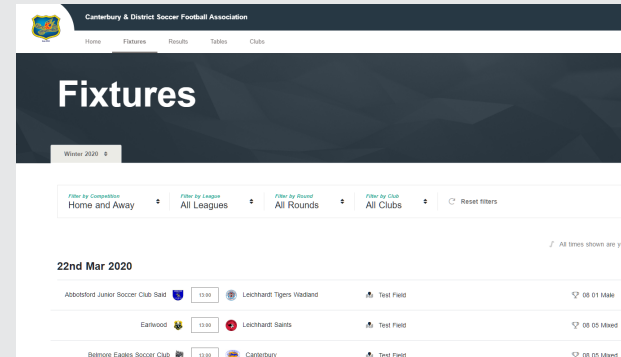 Canterbury & District Soccer Football Association
Home Fixtures Results Tables Clubs
Fixtures
Winter 2020
Filter by Competition Filter by League Filter by Round Filter by Club
Home and Away All Leagues All Rounds All Clubs Reset filters
All times shown are y
22nd Mar 2020
Abbotsford Junior Soccer Club Said 13:00 Leichhardt Tigers Wadland Test Field 08 01 Male
Earlwood 13:00 Leichhardt Saints Test Field 08 05 Mixed
Belmore Eagles Soccer Club 13:00 Canterbury Test Field 08 05 Mixed